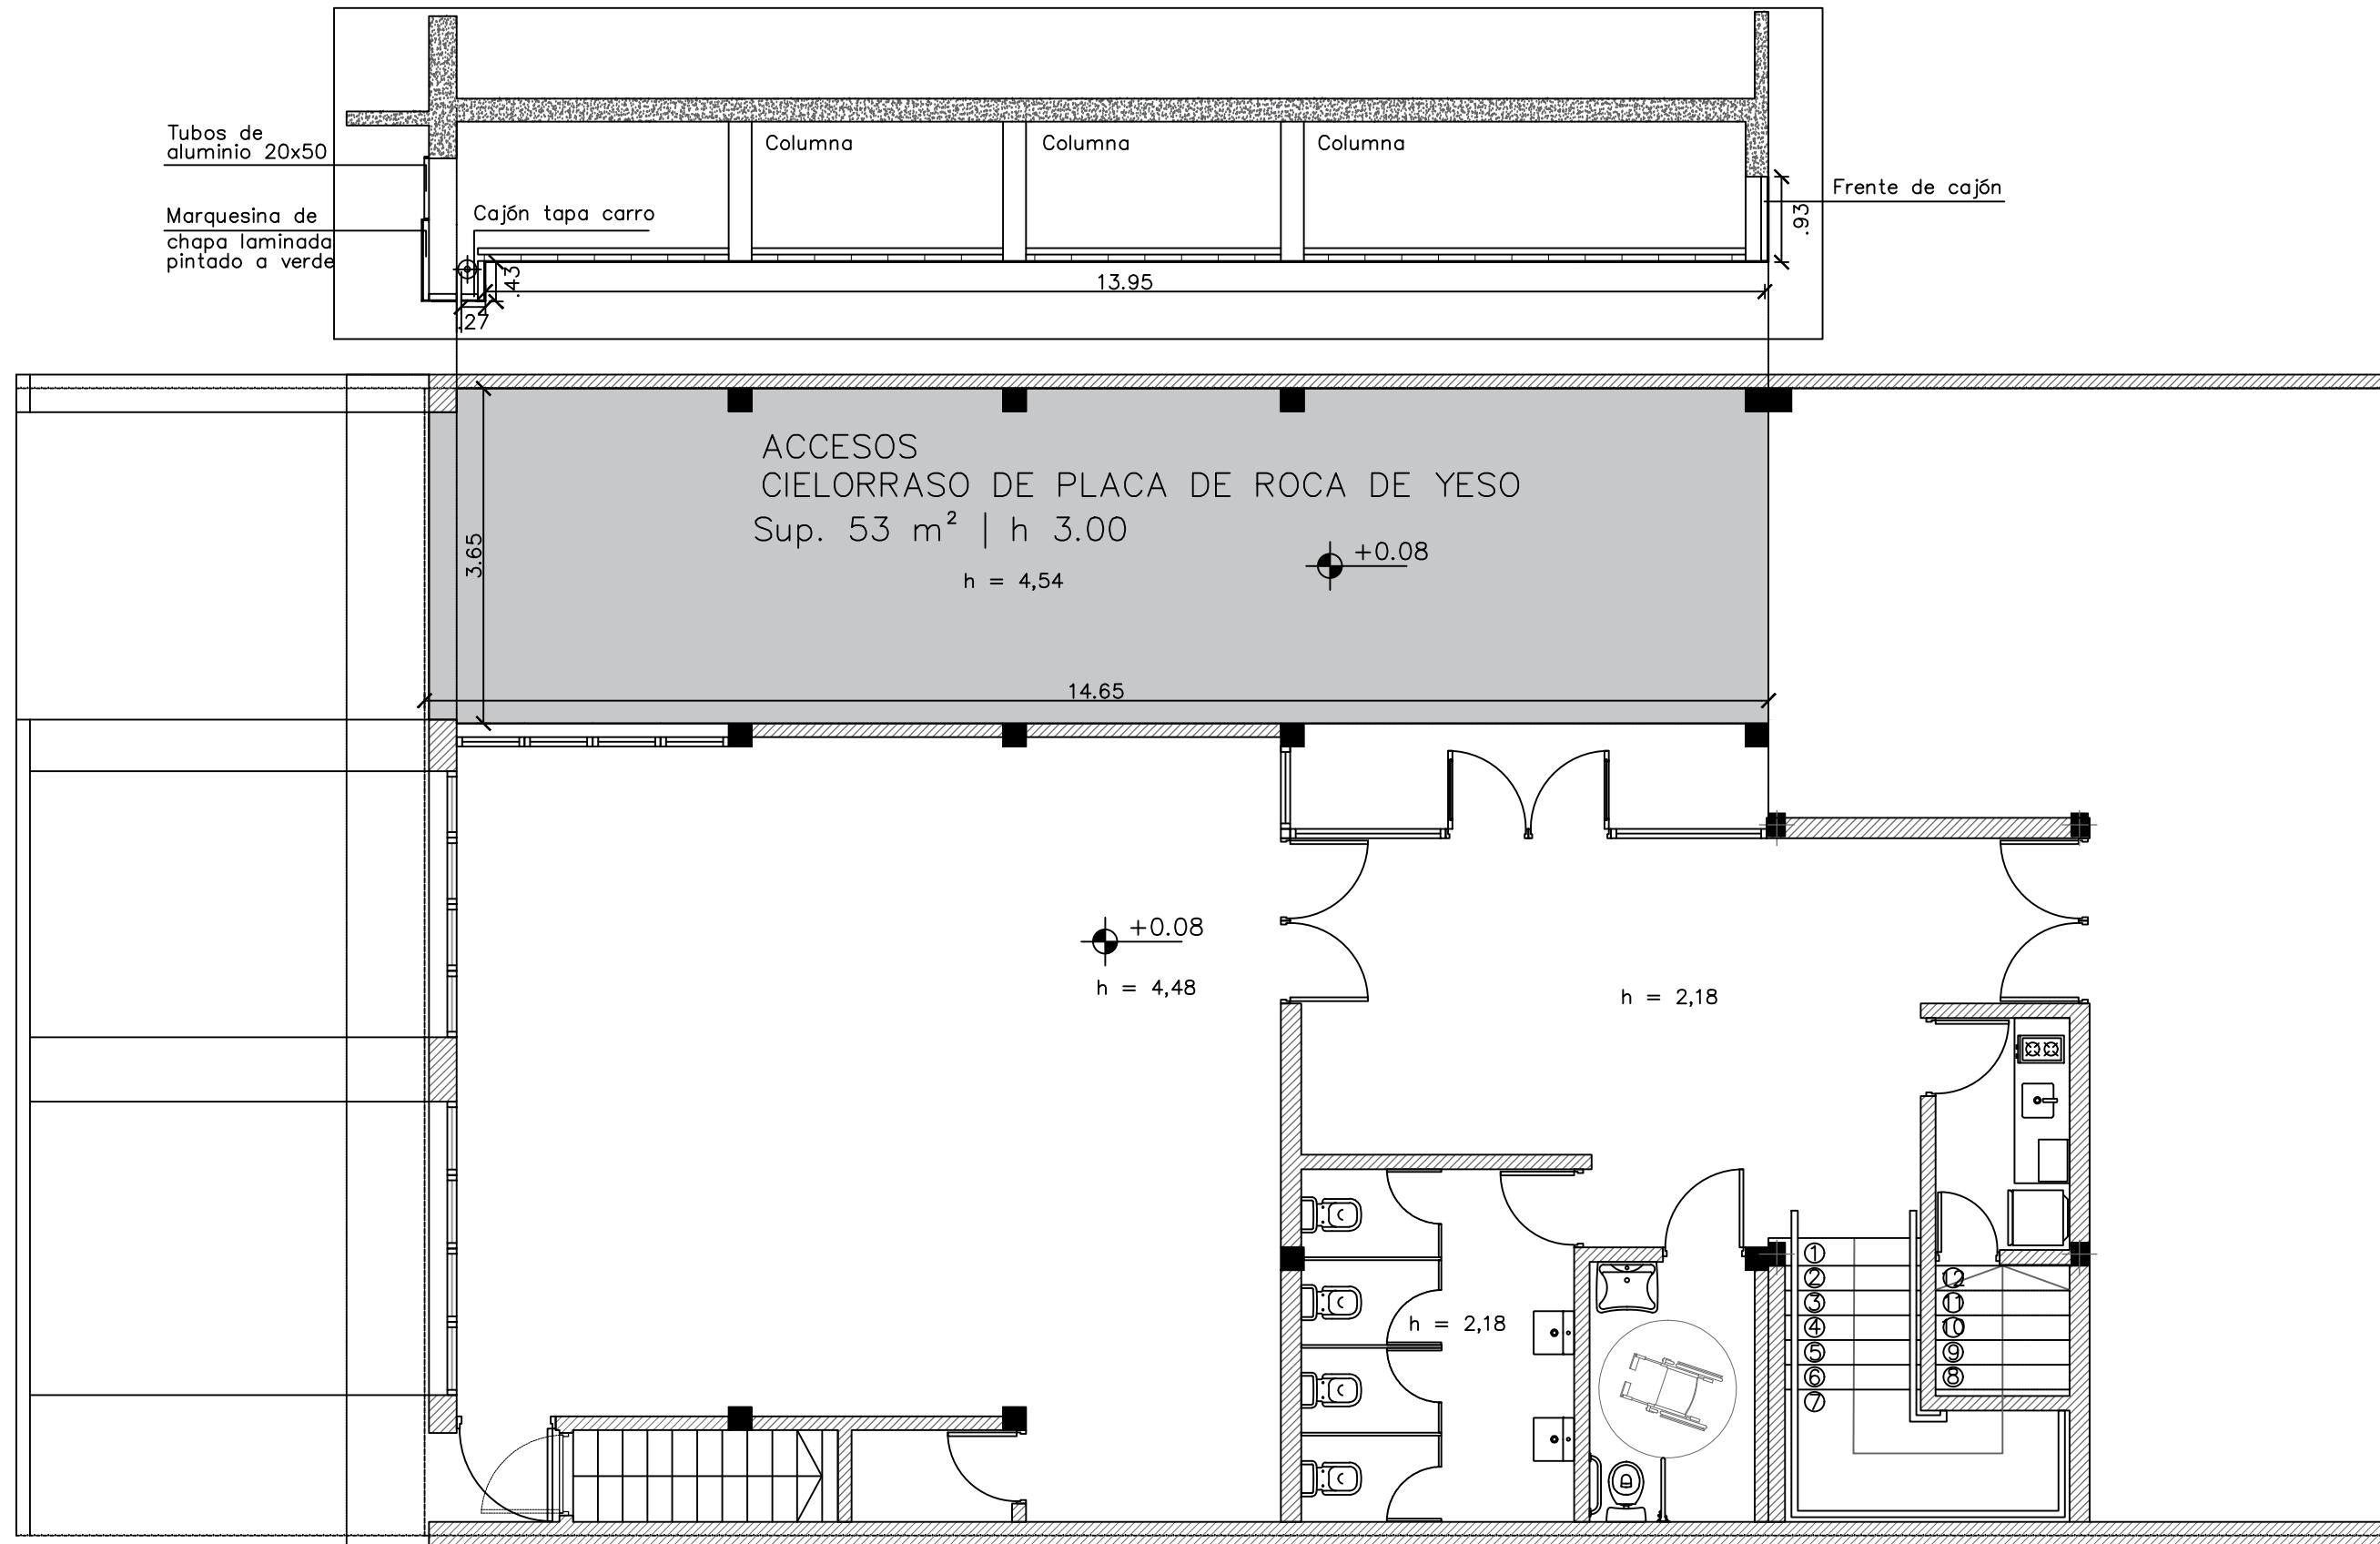 Tubos de
aluminio 20x50
Columna
Columna
Columna
Marquesina de
chapa laminada
pintado a verde
Cajón tapa carro
Frente de cajón
.93
.43
.27
13.95
ACCESOS
CIELORRASO DE PLACA DE ROCA DE YESO
Sup. 53 m² | h 3.00
h = 4,54
+0.08
3.65
14.65
+0.08
h = 4,48
h = 2,18
h = 2,18
1
2
3
4
5
6
7
12
11
10
9
8